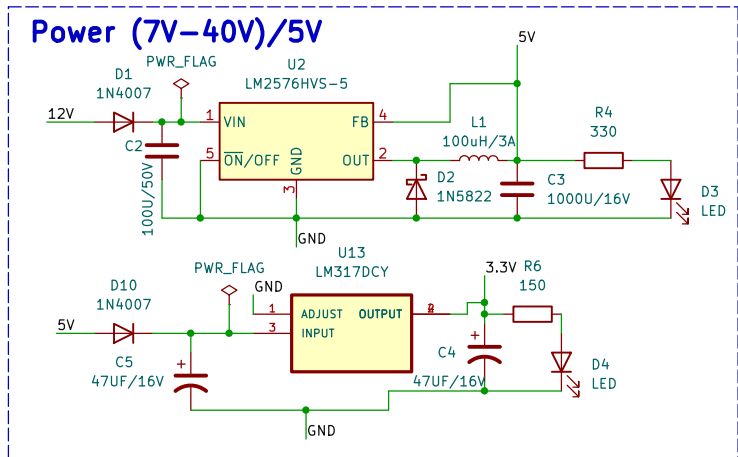 Power (7V-40V)/5V
5V
PWR_FLAG
U2
LM2576HVS-5
D1
1N4007
12V
1
VIN
FB
4
C2
100U/50V
5
ON/OFF
GND
3
OUT
2
L1
100uH/3A
R4
330
D2
1N5822
C3
1000U/16V
D3
LED
GND
U13
LM317DCY
PWR_FLAG
GND
3.3V
R6
150
D10
1N4007
5V
1
ADJUST
OUTPUT
3
INPUT
C5
47UF/16V
C4
47UF/16V
D4
LED
GND